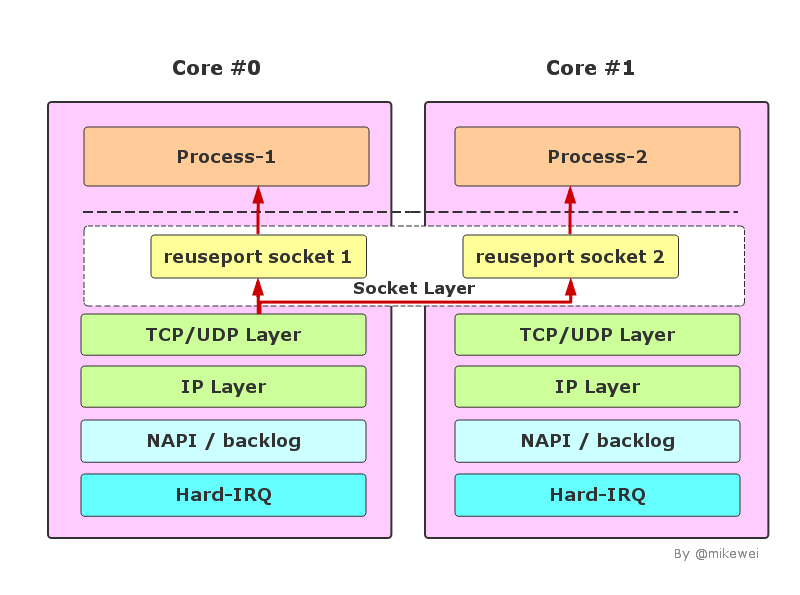 Core #0
Core #1
Process-1
Process-2
reuseport socket 1
reuseport socket 2
Socket Layer
TCP/UDP Layer
TCP/UDP Layer
IP Layer
IP Layer
NAPI / backlog
NAPI / backlog
Hard-IRQ
Hard-IRQ
By @mikewei